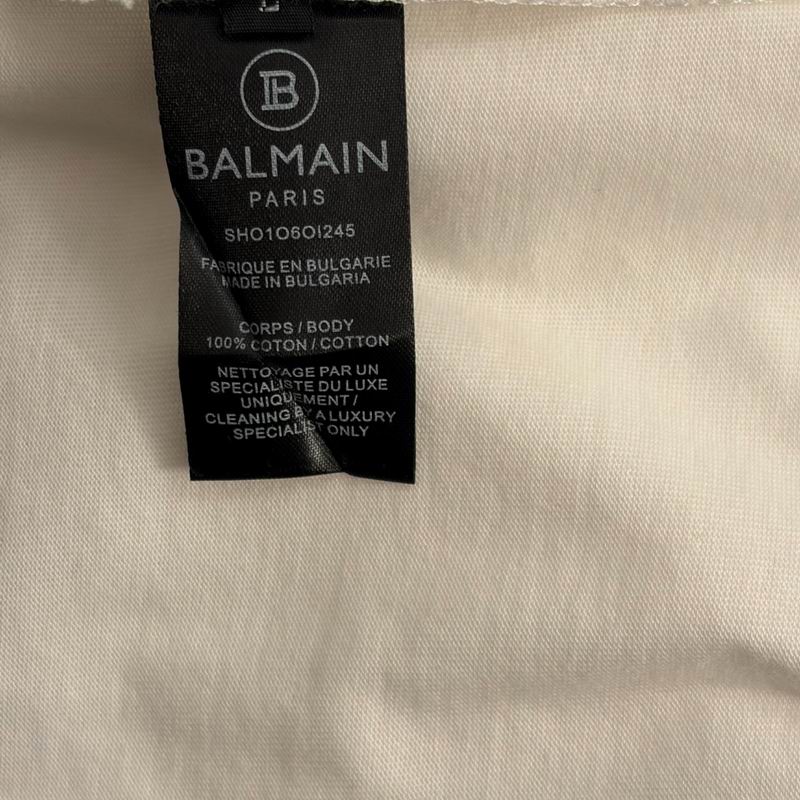 L
B
BALMAIN
PARIS
SH01O6OI245
FABRIQUE EN BULGARIE
MADE IN BULGARIA
CORPS / BODY
100% COTON / COTTON
NETTOYAGE PAR UN
SPECIALISTE DU LUXE
UNIQUEMENT /
CLEANING BY A LUXURY
SPECIALIST ONLY